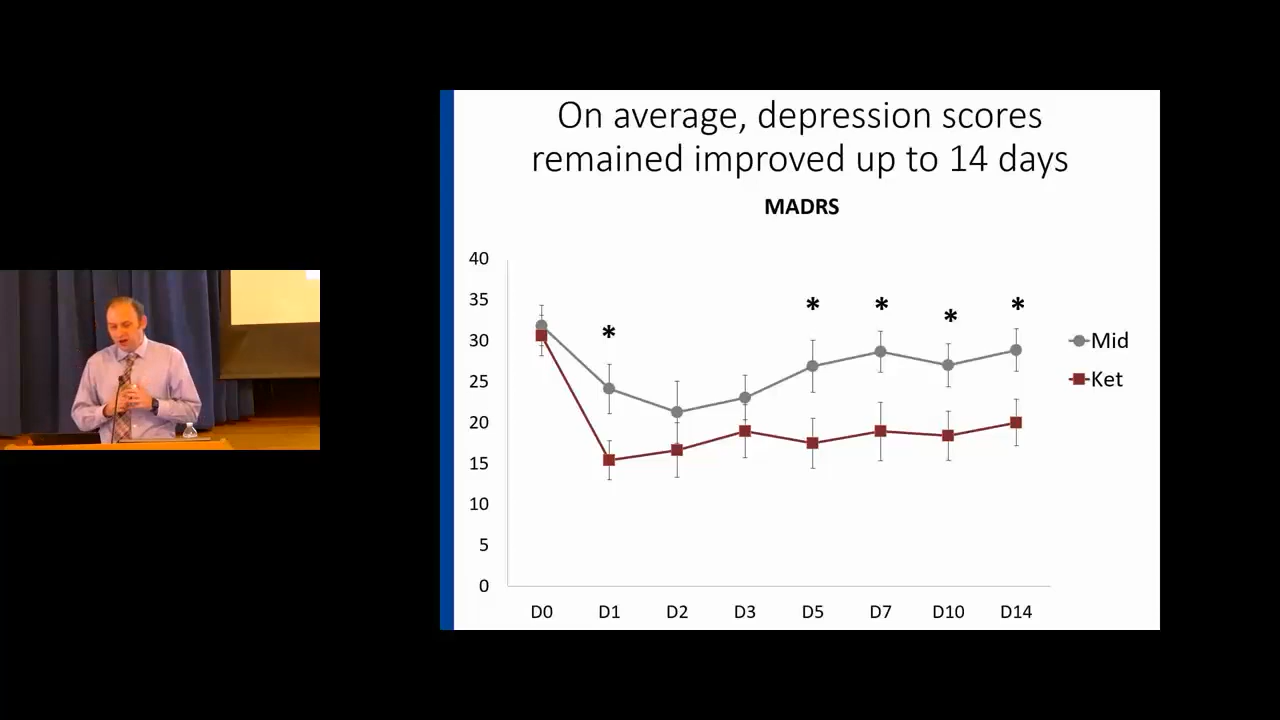 On average, depression scores
remained improved up to 14 days
MADRS
40
35
30
25
20
15
10
5
0
* * * * *
Mid
Ket
D0 D1 D2 D3 D5 D7 D10 D14